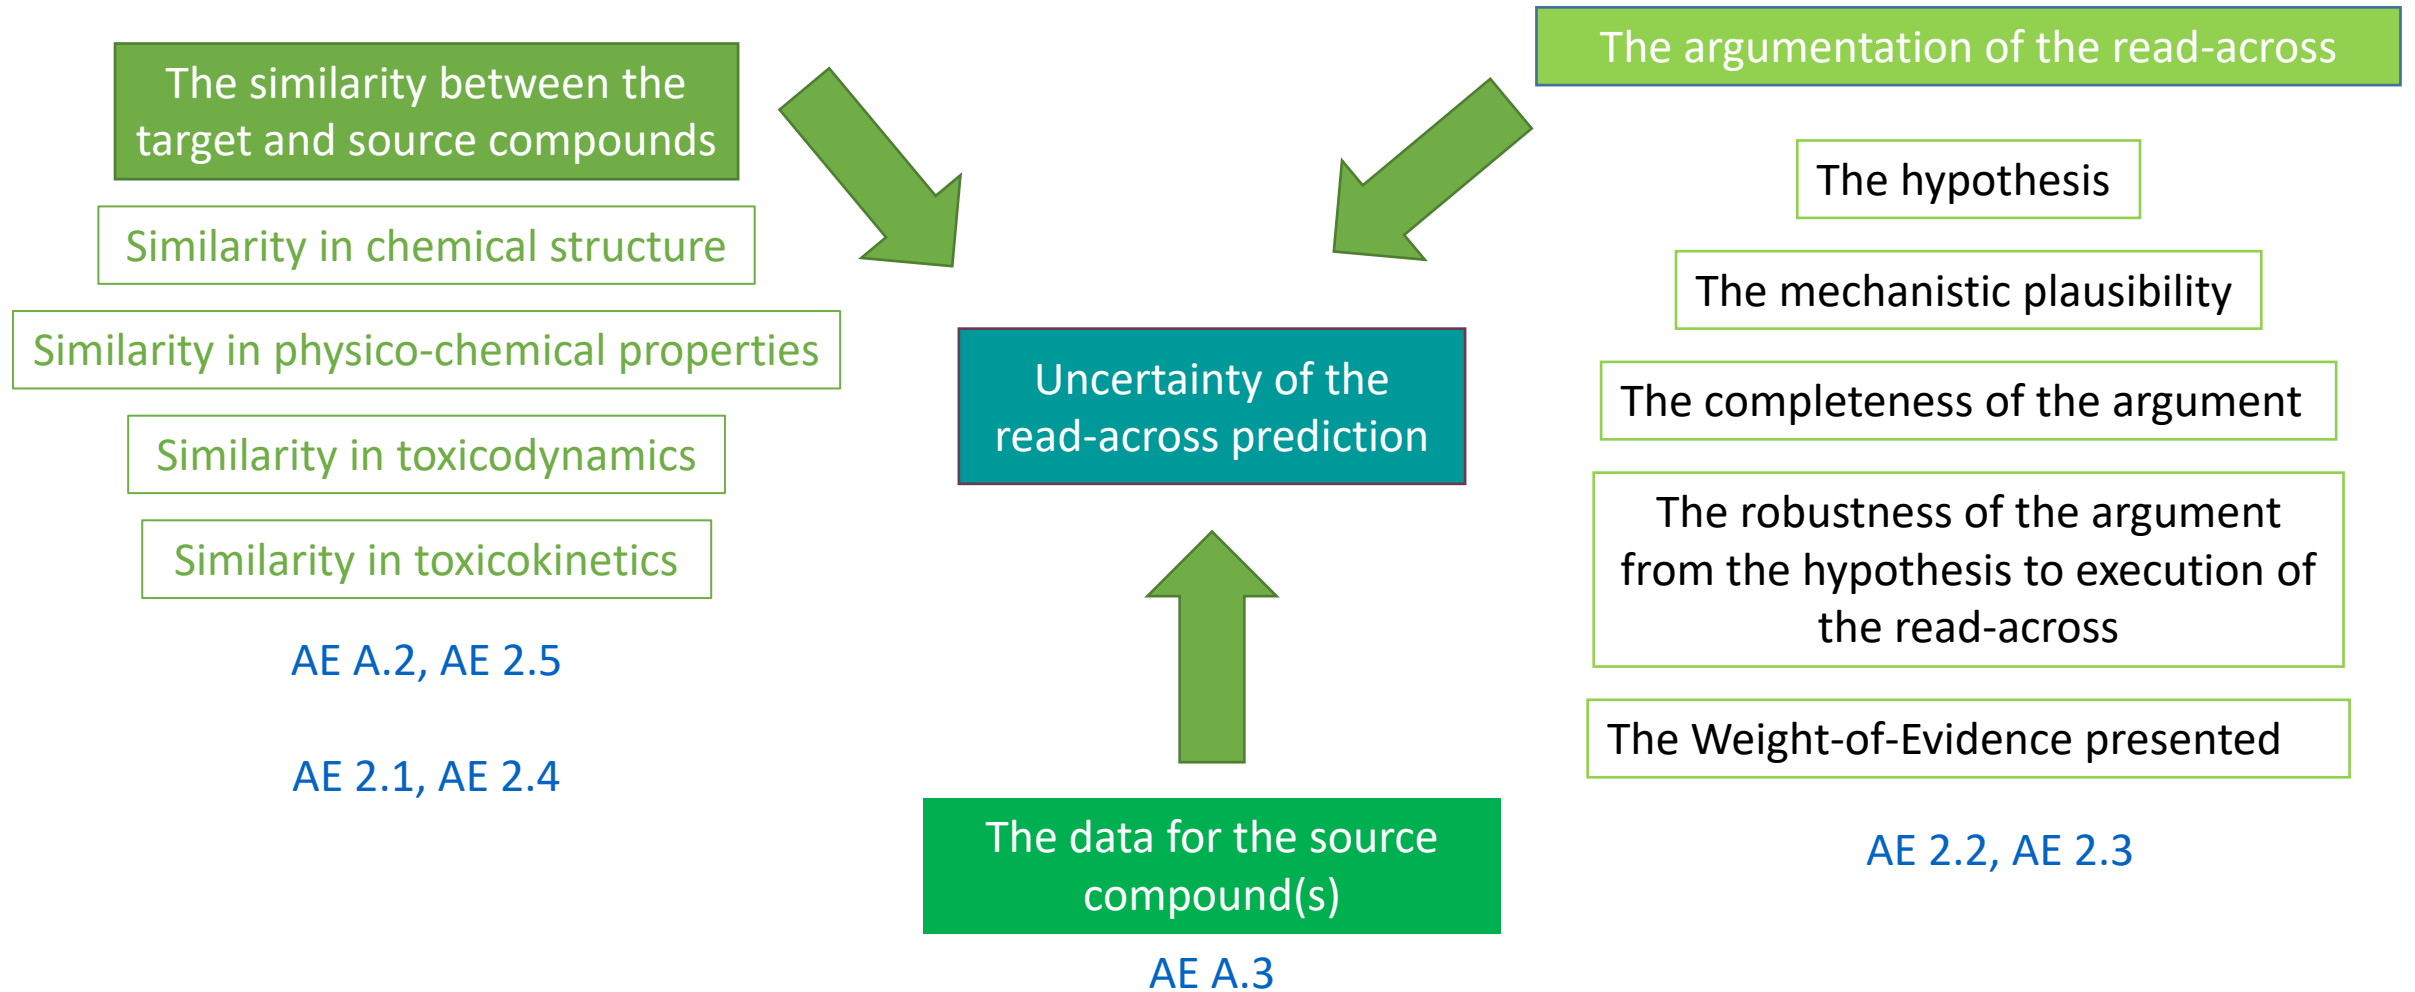 The similarity between the
target and source compounds
Similarity in chemical structure
Similarity in physico-chemical properties
Similarity in toxicodynamics
Similarity in toxicokinetics
AE A.2, AE 2.5
AE 2.1, AE 2.4
Uncertainty of the
read-across prediction
The data for the source
compound(s)
AE A.3
The argumentation of the read-across
The hypothesis
The mechanistic plausibility
The completeness of the argument
The robustness of the argument
from the hypothesis to execution of
the read-across
The Weight-of-Evidence presented
AE 2.2, AE 2.3